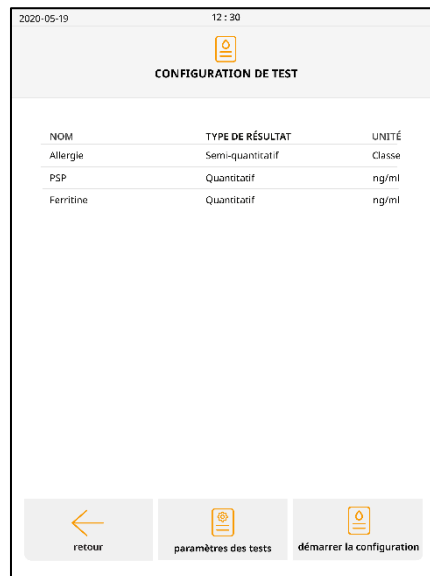 2020-05-19 12 : 30
CONFIGURATION DE TEST
NOM TYPE DE RÉSULTAT UNITÉ
Allergie Semi-quantitatif Classe
PSP Quantitatif ng/ml
Ferritine Quantitatif ng/ml
retour paramètres des tests démarrer la configuration